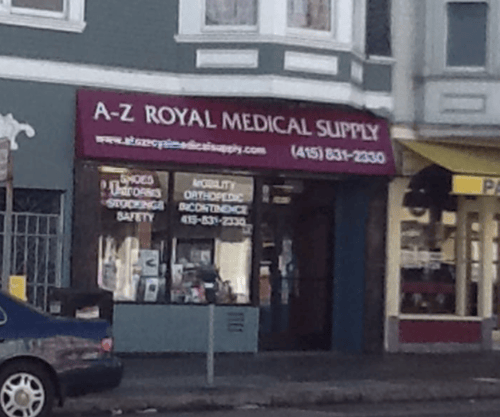 A-Z ROYAL MEDICAL SUPPLY
www.atozroyalmedicalsupply.com
(415) 831-2330
SHOES
UNIFORMS
STOCKINGS
SAFETY
MOBILITY
ORTHOPEDIC
INCONTINENCE
415-831-2330
P